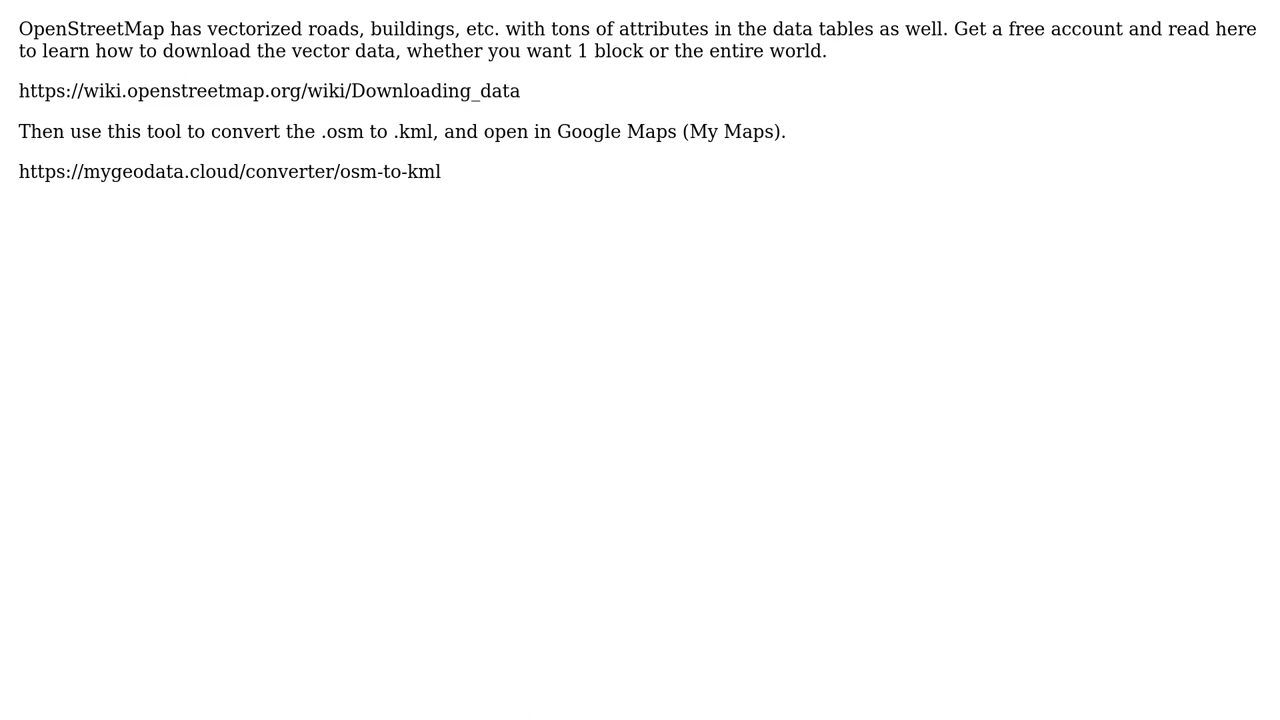 OpenStreetMap has vectorized roads, buildings, etc. with tons of attributes in the data tables as well. Get a free account and read here
to learn how to download the vector data, whether you want 1 block or the entire world.
https://wiki.openstreetmap.org/wiki/Downloading_data
Then use this tool to convert the .osm to .kml, and open in Google Maps (My Maps).
https://mygeodata.cloud/converter/osm-to-kml